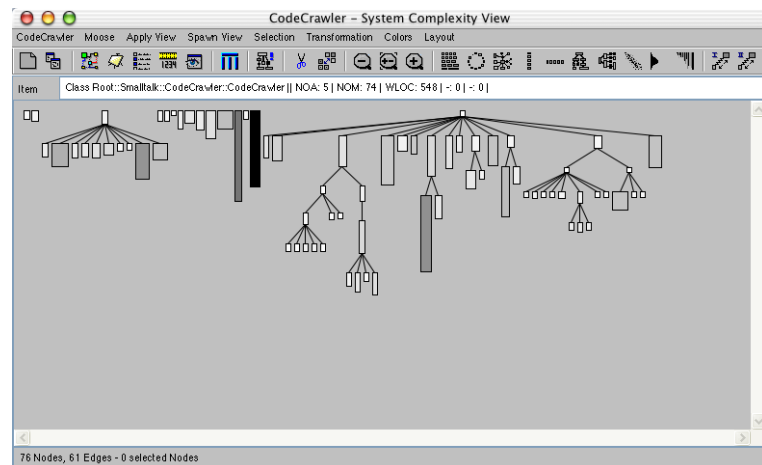 CodeCrawler – System Complexity View
CodeCrawler Moose Apply View Spawn View Selection Transformation Colors Layout
1234
Item Class Root::Smalltalk::CodeCrawler::CodeCrawler || NOA: 5 | NOM: 74 | WLOC: 548 | -: 0 | -: 0 |
76 Nodes, 61 Edges - 0 selected Nodes